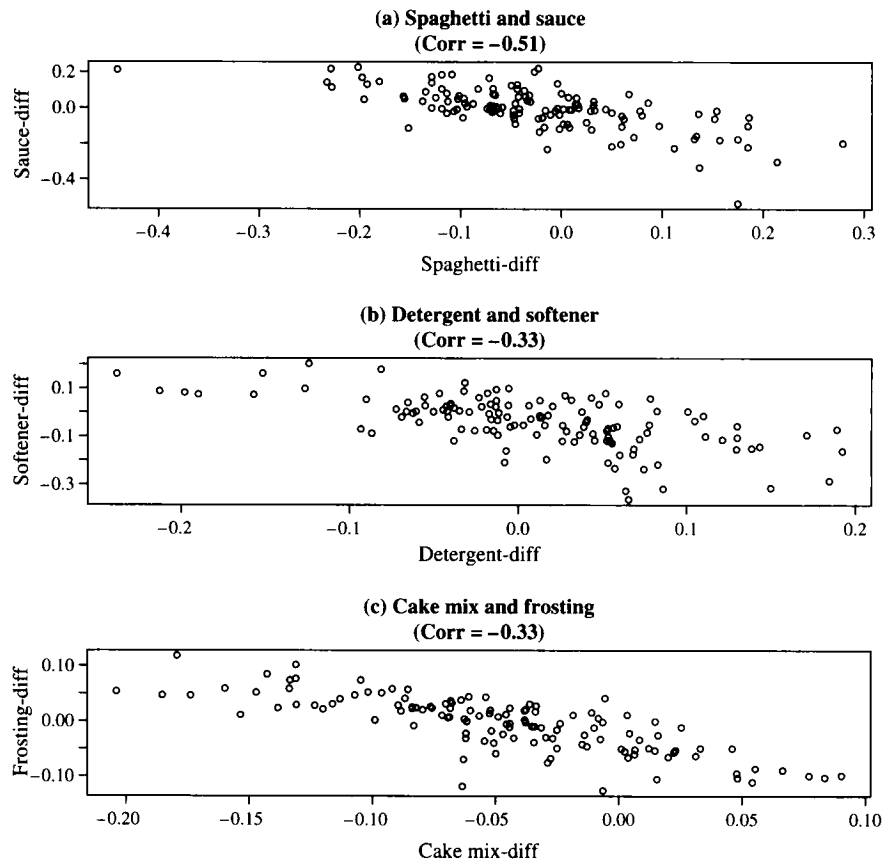 (a) Spaghetti and sauce
(Corr = −0.51)
0.2
0.0
−0.4
Sauce-diff
−0.4
−0.3
−0.2
−0.1
0.0
0.1
0.2
0.3
Spaghetti-diff
(b) Detergent and softener
(Corr = −0.33)
0.1
−0.1
−0.3
Softener-diff
−0.2
−0.1
0.0
0.1
0.2
Detergent-diff
(c) Cake mix and frosting
(Corr = −0.33)
0.10
0.00
−0.10
Frosting-diff
−0.20
−0.15
−0.10
−0.05
0.00
0.05
0.10
Cake mix-diff